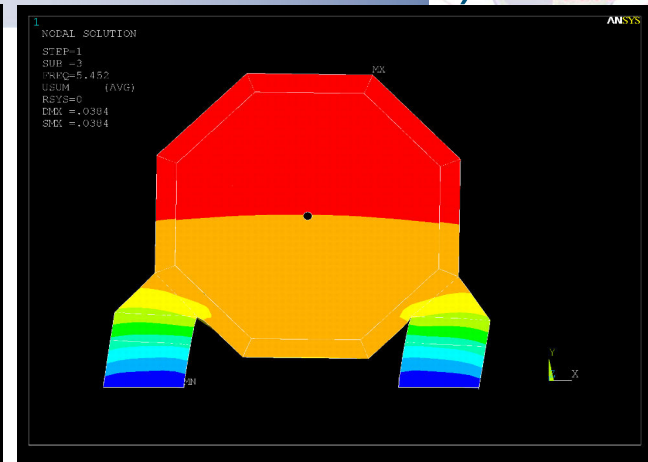 1
ANSYS
NODAL SOLUTION
STEP=1
SUB =3
FREQ=5.452
USUM (AVG)
RSYS=0
DMX =.0384
SMX =.0384
MX
MN
Y
X